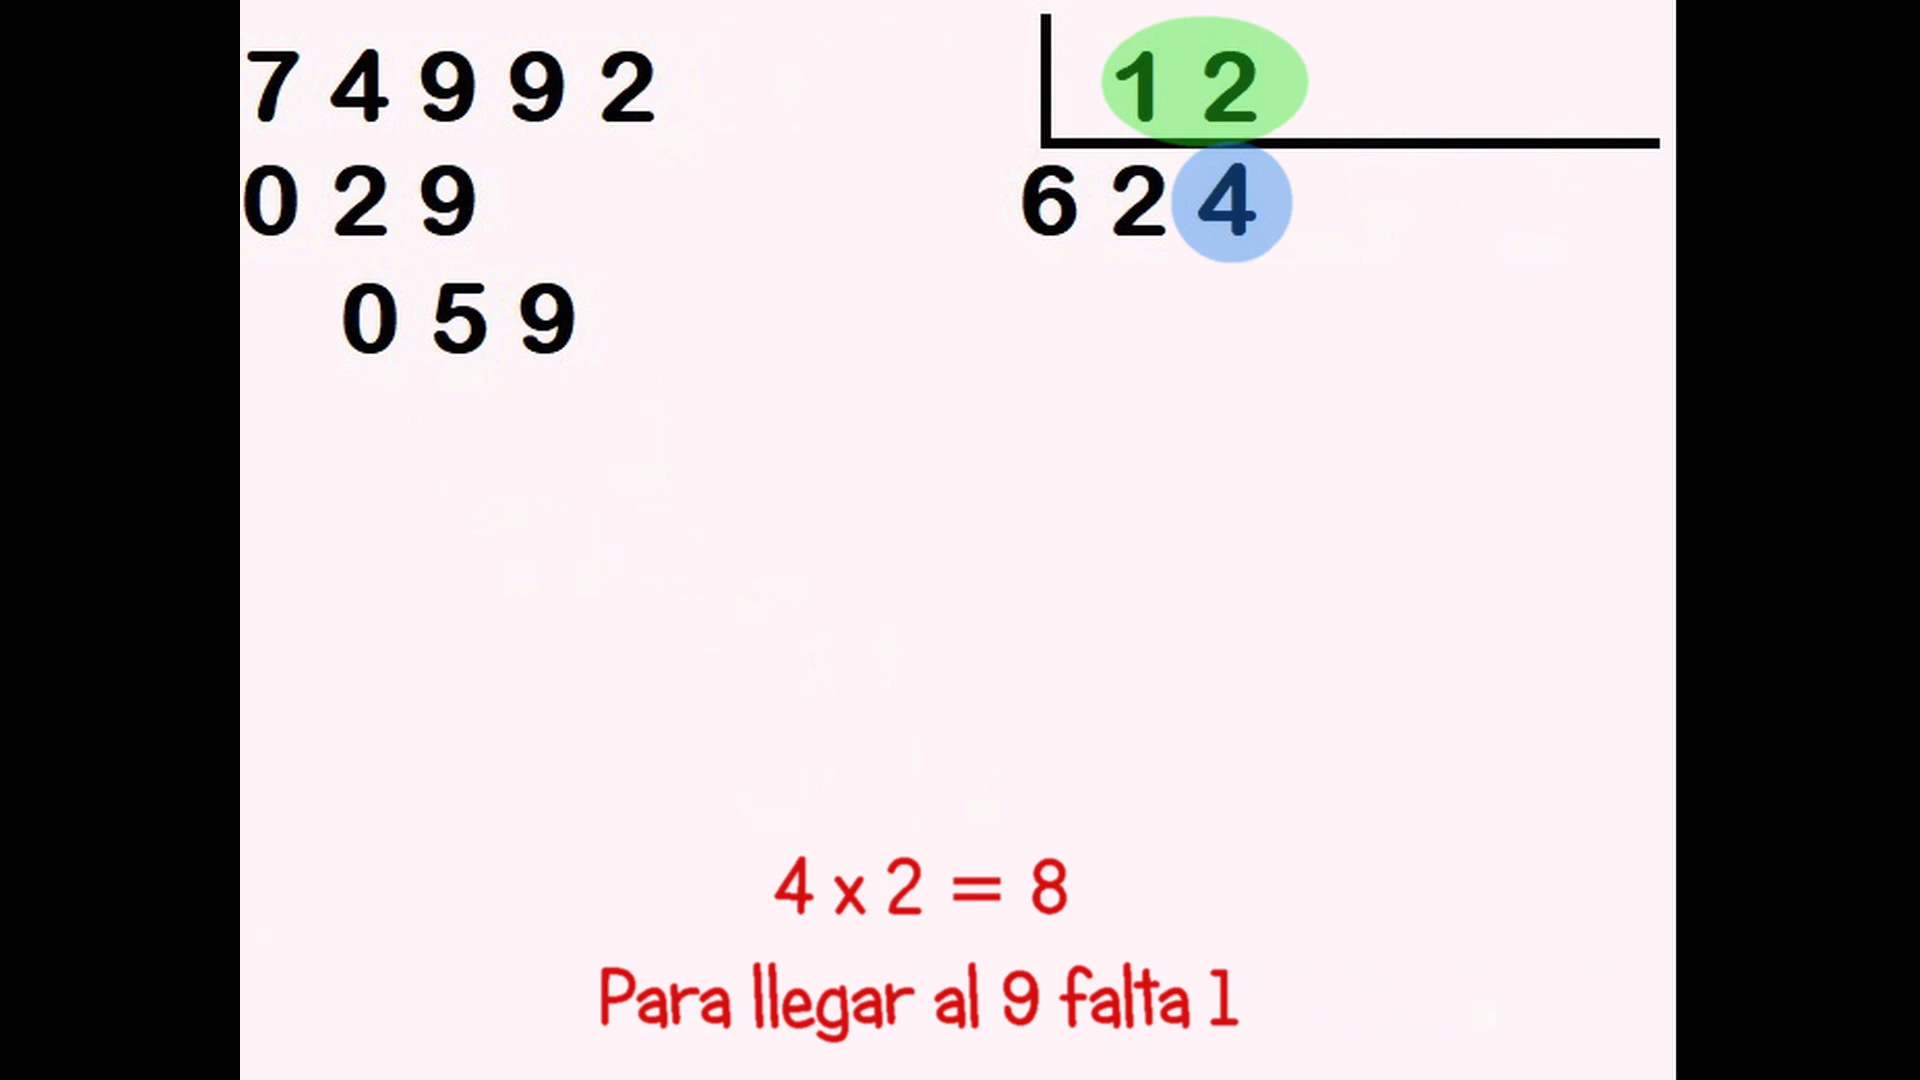 7 4 9 9 2 1 2
0 2 9 6 2 4
0 5 9
4 x 2 = 8
Para llegar al 9 falta 1